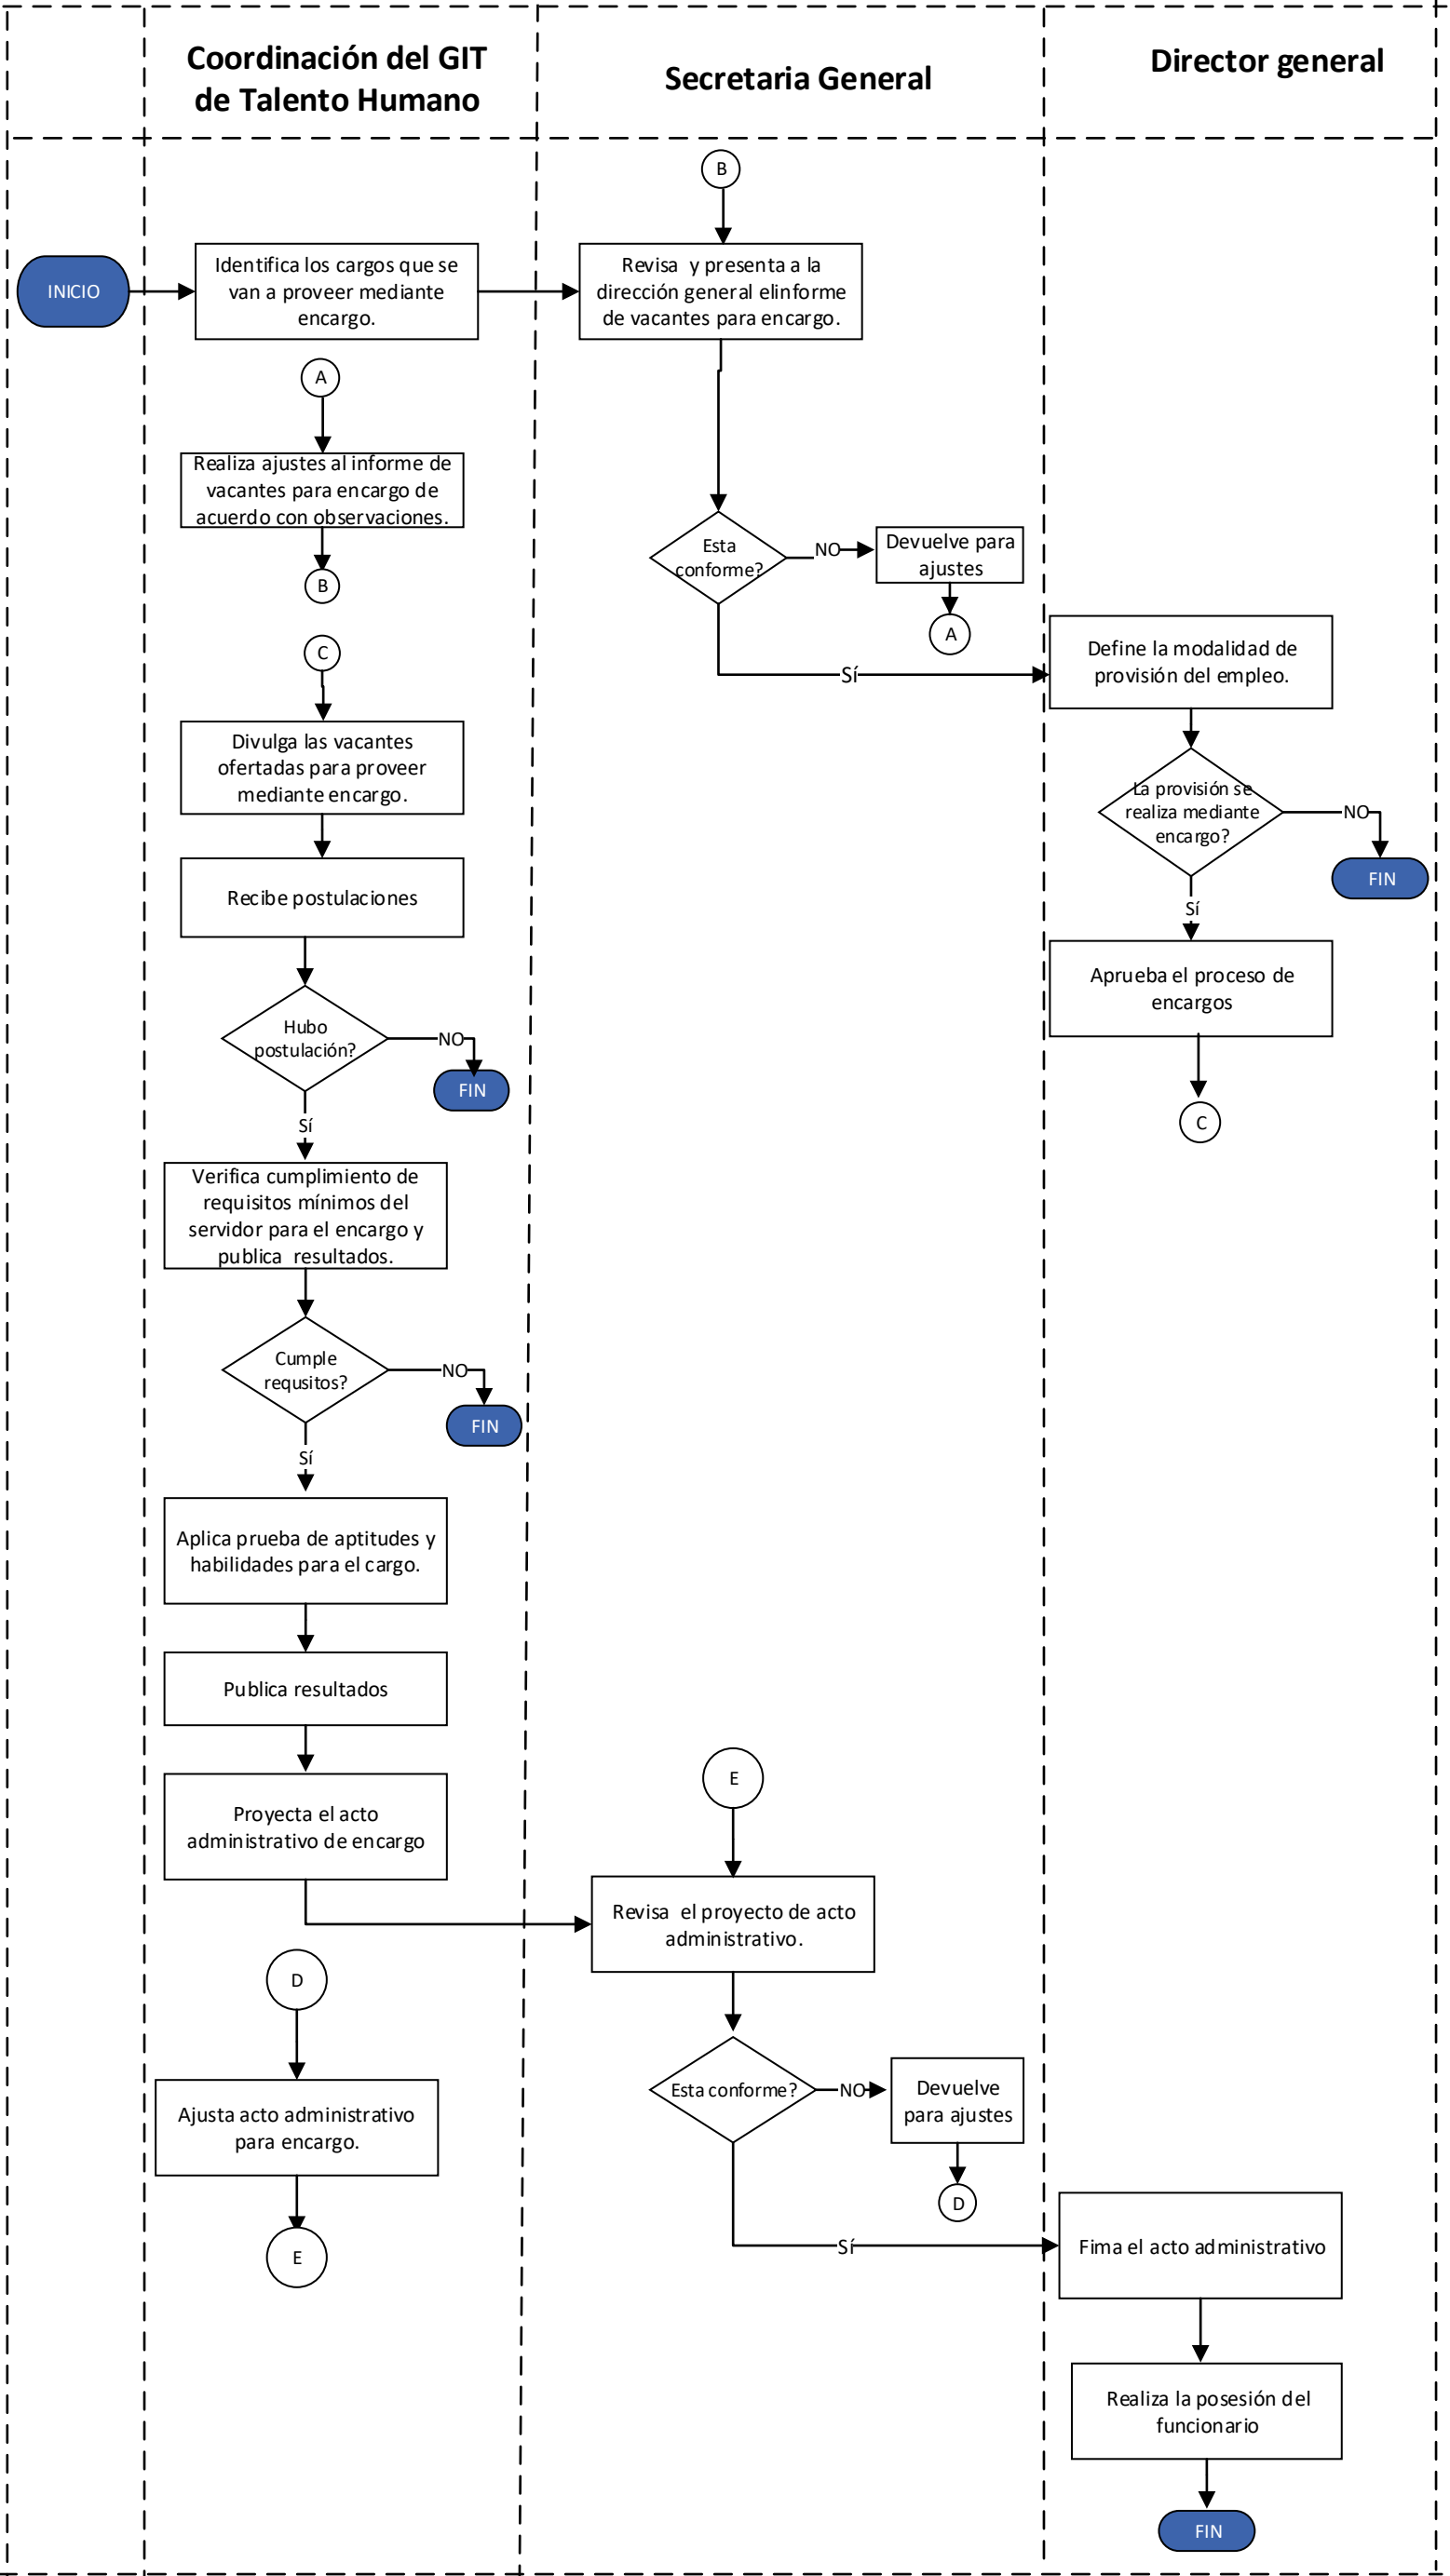 Coordinación del GIT
de Talento Humano
Secretaria General
Director general
B
INICIO
Identifica los cargos que se
van a proveer mediante
encargo.
Revisa y presenta a la
dirección general elinforme
de vacantes para encargo.
A
Realiza ajustes al informe de
vacantes para encargo de
acuerdo con observaciones.
B
Esta
conforme?
NO
Devuelve para
ajustes
A
Sí
Define la modalidad de
provisión del empleo.
C
Divulga las vacantes
ofertadas para proveer
mediante encargo.
La provisión se
realiza mediante
encargo?
NO
FIN
Sí
Recibe postulaciones
Aprueba el proceso de
encargos
C
Hubo
postulación?
NO
FIN
Sí
Verifica cumplimiento de
requisitos mínimos del
servidor para el encargo y
publica resultados.
Cumple
requsitos?
NO
FIN
Sí
Aplica prueba de aptitudes y
habilidades para el cargo.
Publica resultados
Proyecta el acto
administrativo de encargo
E
Revisa el proyecto de acto
administrativo.
D
Ajusta acto administrativo
para encargo.
E
Esta conforme?
NO
Devuelve
para ajustes
D
Sí
Fima el acto administrativo
Realiza la posesión del
funcionario
FIN